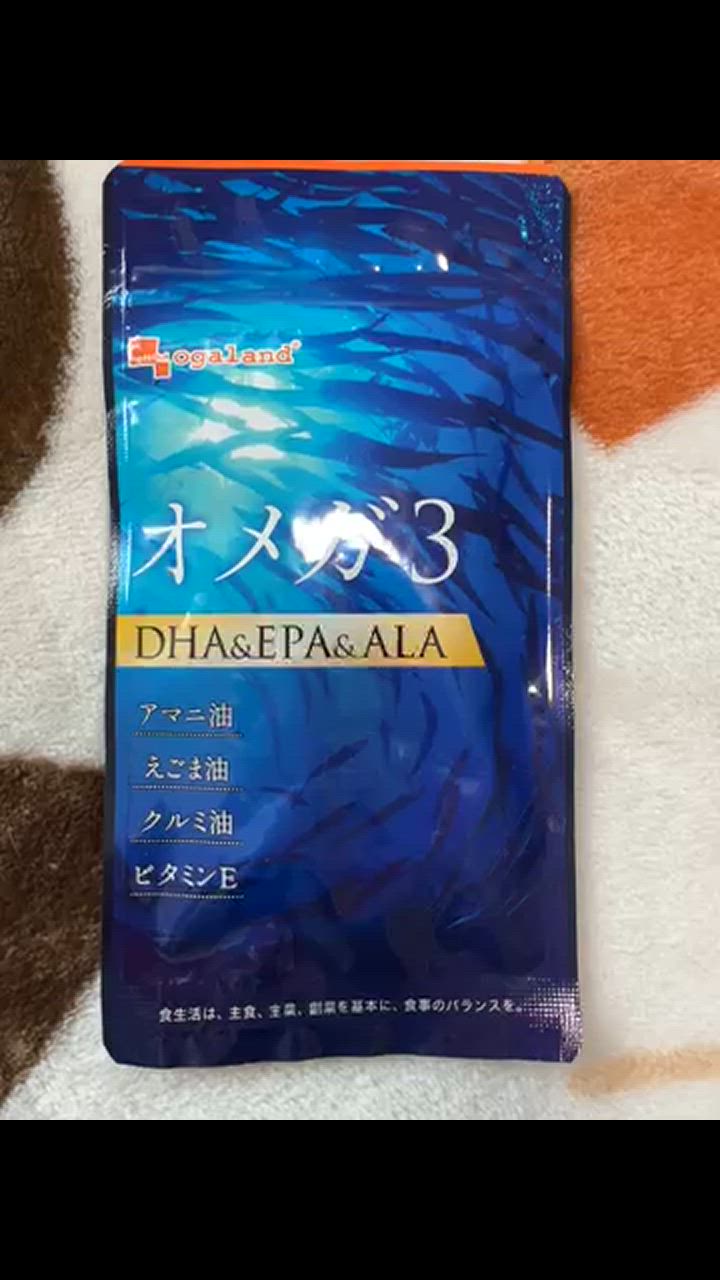 ogaland
オメガ3
DHA&EPA&ALA
アマニ油
えごま油
クルミ油
ビタミンE
食生活は、主食、主菜、副菜を基本に、食事のバランスを。